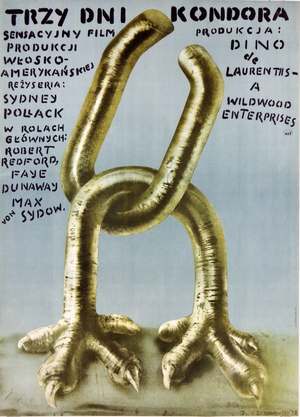 TRZY DNI KONDORA
SENSACYJNY FILM
PRODUKCJI
WŁOSKO-
AMERYKAŃSKIEJ
REŻYSERIA:
SYDNEY
POLLACK
W ROLACH
GŁÓWNYCH:
ROBERT
REDFORD,
FAYE
DUNAWAY
MAX
VON SYDOW.
PRODUKCJA:
DINO
de
LAURENTIS-
A
WILDWOOD
ENTERPRISES